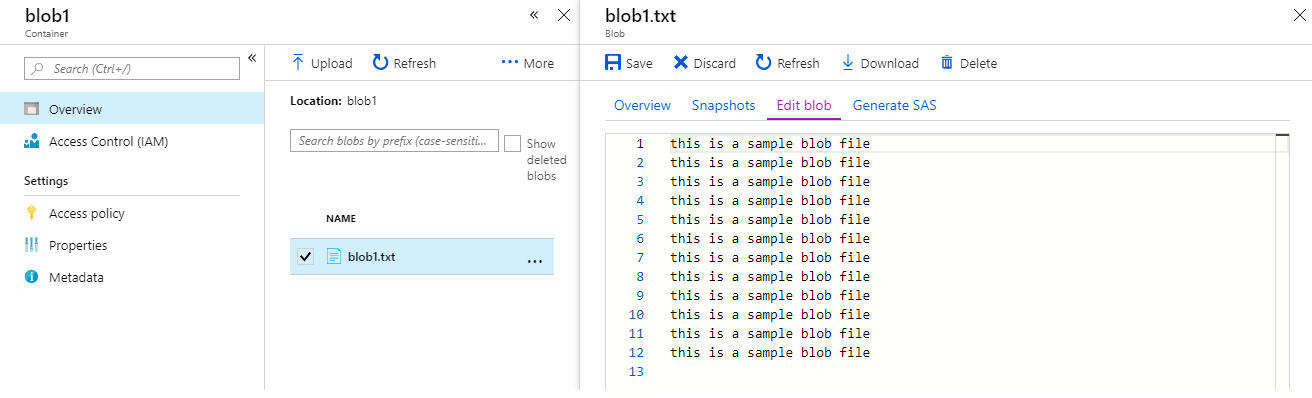 blob1
Container
Search (Ctrl+/)
Overview
Access Control (IAM)
Settings
Access policy
Properties
Metadata
Upload
Refresh
More
Location: blob1
Search blobs by prefix (case-sensiti...
Show
deleted
blobs
NAME
blob1.txt
blob1.txt
Blob
Save
Discard
Refresh
Download
Delete
Overview
Snapshots
Edit blob
Generate SAS
1 this is a sample blob file
2 this is a sample blob file
3 this is a sample blob file
4 this is a sample blob file
5 this is a sample blob file
6 this is a sample blob file
7 this is a sample blob file
8 this is a sample blob file
9 this is a sample blob file
10 this is a sample blob file
11 this is a sample blob file
12 this is a sample blob file
13